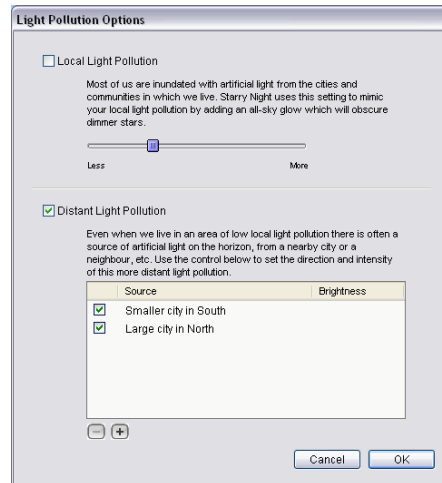 Light Pollution Options
Local Light Pollution
Most of us are inundated with artificial light from the cities and
communities in which we live. Starry Night uses this setting to mimic
your local light pollution by adding an all-sky glow which will obscure
dimmer stars.
Less More
Distant Light Pollution
Even when we live in an area of low local light pollution there is often a
source of artificial light on the horizon, from a nearby city or a
neighbour, etc. Use the control below to set the direction and intensity
of this more distant light pollution.
Source Brightness
Smaller city in South
Large city in North
Cancel OK